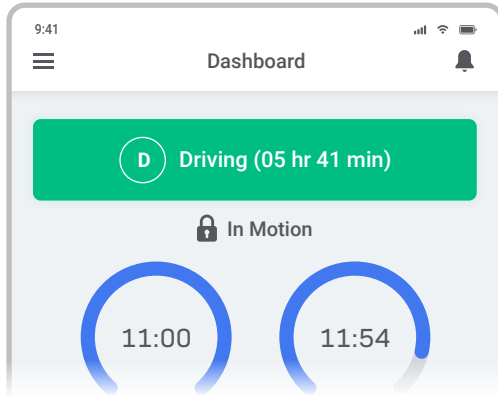 9:41
Dashboard
D Driving (05 hr 41 min)
In Motion
11:00 11:54